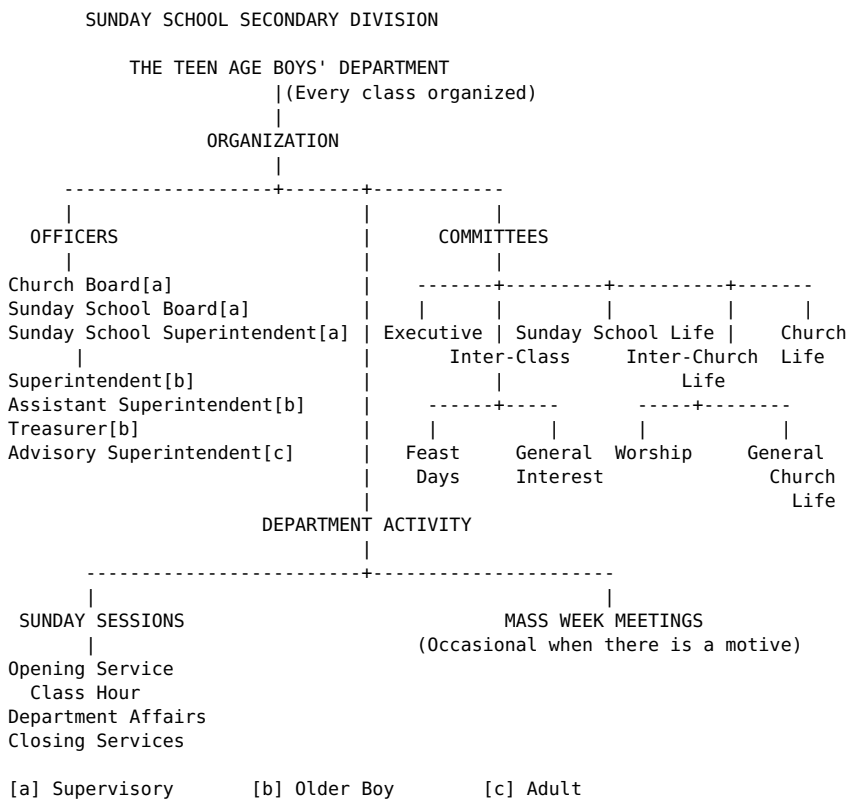 SUNDAY SCHOOL SECONDARY DIVISION
THE TEEN AGE BOYS' DEPARTMENT
(Every class organized)
ORGANIZATION
OFFICERS COMMITTEES
Church Board[a]
Sunday School Board[a]
Sunday School Superintendent[a] Executive Sunday School Life Church
Inter-Class Inter-Church Life
Superintendent[b] Life
Assistant Superintendent[b]
Treasurer[b]
Advisory Superintendent[c] Feast General Worship General
Days Interest Church
Life
DEPARTMENT ACTIVITY
SUNDAY SESSIONS MASS WEEK MEETINGS
(Occasional when there is a motive)
Opening Service
Class Hour
Department Affairs
Closing Services
[a] Supervisory [b] Older Boy [c] Adult